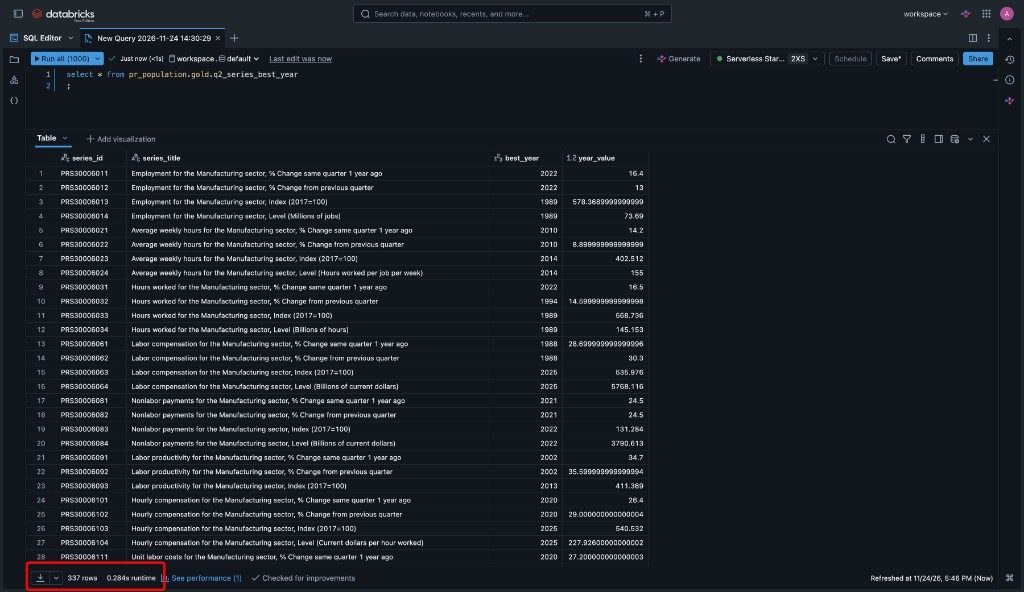 databricks
Free Edition
Search data, notebooks, recents, and more...
⌘ + P
workspace
A
SQL Editor
New Query 2026-11-24 14:30:29
Run all (1000)
Just now (<1s)
workspace.
default
Last edit was now
Generate
Serverless Star...
2XS
Schedule
Save*
Comments
Share
1 select * from pr_population.gold.q2_series_best_year
2 ;
Table
+ Add visualization
series_id series_title best_year 1.2 year_value
1 PRS30006011 Employment for the Manufacturing sector, % Change same quarter 1 year ago 2022 16.4
2 PRS30006012 Employment for the Manufacturing sector, % Change from previous quarter 2022 13
3 PRS30006013 Employment for the Manufacturing sector, Index (2017=100) 1989 578.3689999999999
4 PRS30006014 Employment for the Manufacturing sector, Level (Millions of jobs) 1989 73.69
5 PRS30006021 Average weekly hours for the Manufacturing sector, % Change same quarter 1 year ago 2010 14.2
6 PRS30006022 Average weekly hours for the Manufacturing sector, % Change from previous quarter 2010 8.899999999999999
7 PRS30006023 Average weekly hours for the Manufacturing sector, Index (2017=100) 2014 402.512
8 PRS30006024 Average weekly hours for the Manufacturing sector, Level (Hours worked per job per week) 2014 155
9 PRS30006031 Hours worked for the Manufacturing sector, % Change same quarter 1 year ago 2022 16.5
10 PRS30006032 Hours worked for the Manufacturing sector, % Change from previous quarter 1994 14.599999999999998
11 PRS30006033 Hours worked for the Manufacturing sector, Index (2017=100) 1989 568.736
12 PRS30006034 Hours worked for the Manufacturing sector, Level (Billions of hours) 1989 145.153
13 PRS30006061 Labor compensation for the Manufacturing sector, % Change same quarter 1 year ago 1988 28.699999999999996
14 PRS30006062 Labor compensation for the Manufacturing sector, % Change from previous quarter 1988 30.3
15 PRS30006063 Labor compensation for the Manufacturing sector, Index (2017=100) 2025 535.976
16 PRS30006064 Labor compensation for the Manufacturing sector, Level (Billions of current dollars) 2025 5768.116
17 PRS30006081 Nonlabor payments for the Manufacturing sector, % Change same quarter 1 year ago 2021 24.5
18 PRS30006082 Nonlabor payments for the Manufacturing sector, % Change from previous quarter 2021 24.5
19 PRS30006083 Nonlabor payments for the Manufacturing sector, Index (2017=100) 2022 131.284
20 PRS30006084 Nonlabor payments for the Manufacturing sector, Level (Billions of current dollars) 2022 3790.613
21 PRS30006091 Labor productivity for the Manufacturing sector, % Change same quarter 1 year ago 2002 34.7
22 PRS30006092 Labor productivity for the Manufacturing sector, % Change from previous quarter 2002 35.599999999999994
23 PRS30006093 Labor productivity for the Manufacturing sector, Index (2017=100) 2013 411.369
24 PRS30006101 Hourly compensation for the Manufacturing sector, % Change same quarter 1 year ago 2020 26.4
25 PRS30006102 Hourly compensation for the Manufacturing sector, % Change from previous quarter 2020 29.000000000000004
26 PRS30006103 Hourly compensation for the Manufacturing sector, Index (2017=100) 2025 540.532
27 PRS30006104 Hourly compensation for the Manufacturing sector, Level (Current dollars per hour worked) 2025 227.92600000000002
28 PRS30006111 Unit labor costs for the Manufacturing sector, % Change same quarter 1 year ago 2020 27.200000000000003
337 rows 0.284s runtime
See performance (1)
Checked for improvements
Refreshed at 11/24/26, 5:46 PM (Now)